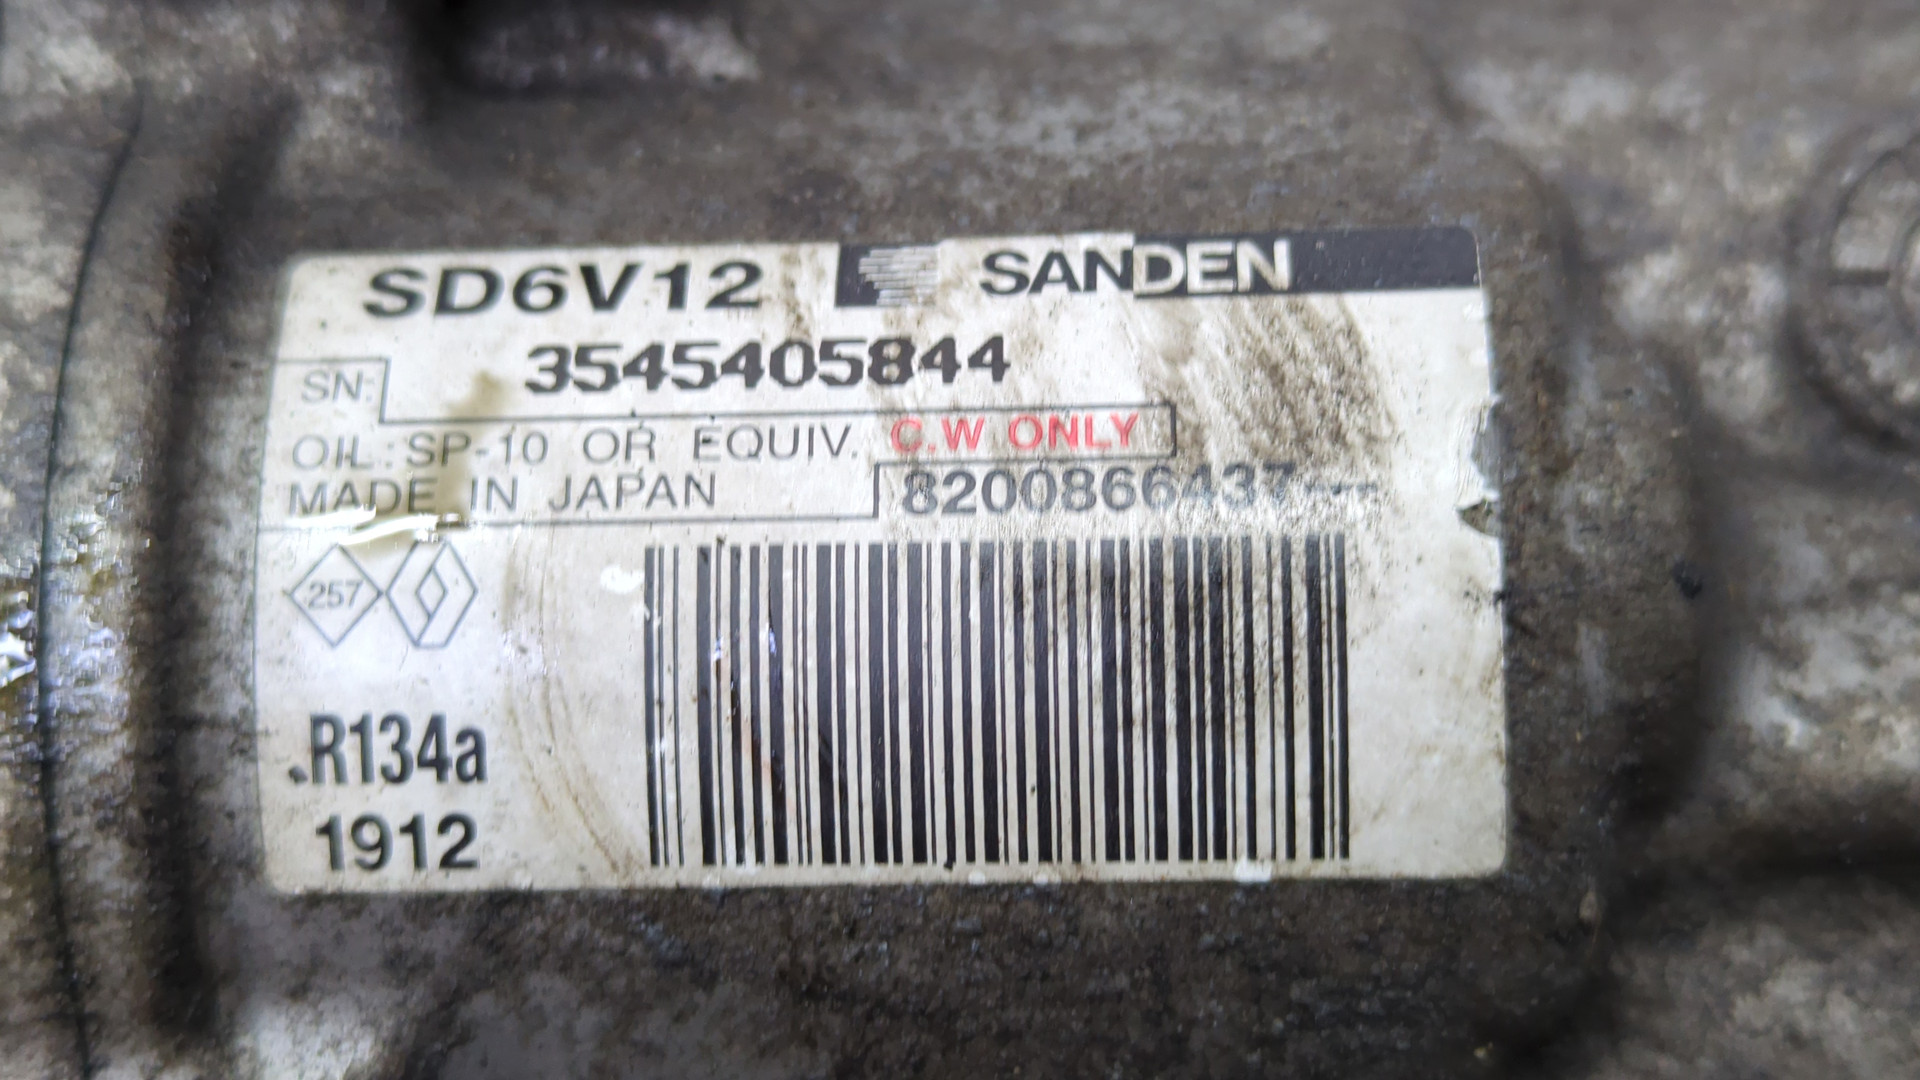 SD6V12 SANDEN
SN: 3545405844
OIL:SP-10 OR EQUIV. C.W ONLY
MADE IN JAPAN 8200866437---
257
.R134a
1912